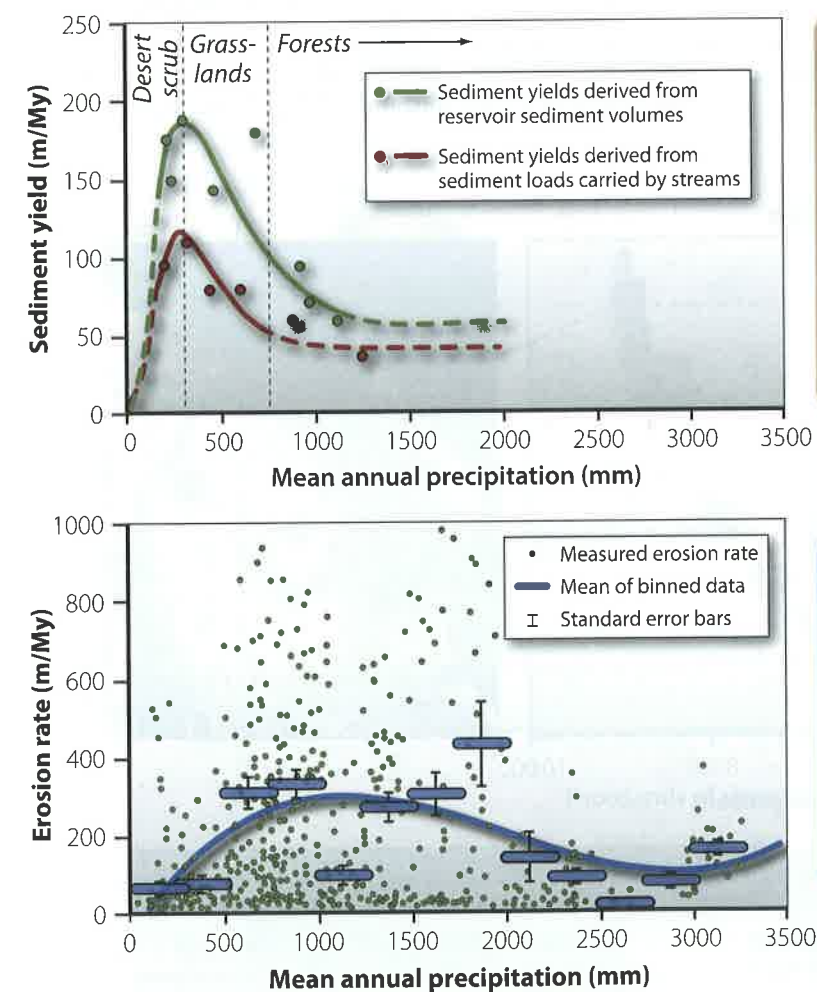 250
200
150
100
50
0
Sediment yield (m/My)
Desert
scrub
Grass-
lands
Forests
Sediment yields derived from
reservoir sediment volumes
Sediment yields derived from
sediment loads carried by streams
0 500 1000 1500 2000 2500 3000 3500
Mean annual precipitation (mm)
1000
800
600
400
200
0
Erosion rate (m/My)
Measured erosion rate
Mean of binned data
Standard error bars
0 500 1000 1500 2000 2500 3000 3500
Mean annual precipitation (mm)